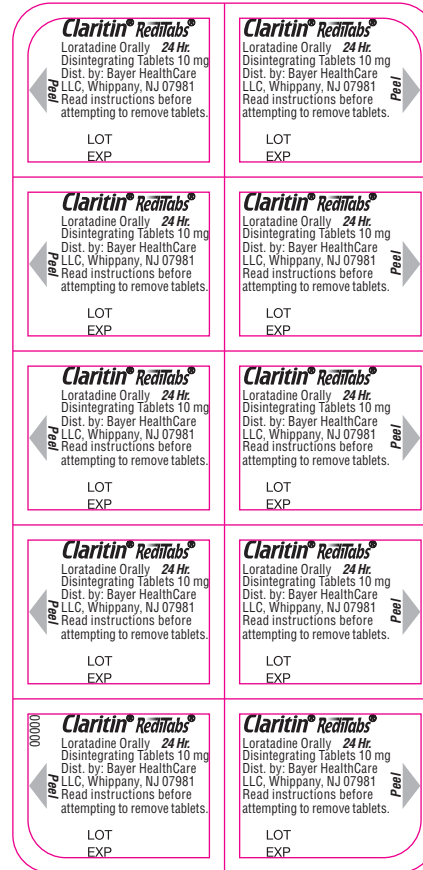 Claritin® RediTabs®
Loratadine Orally 24 Hr.
Disintegrating Tablets 10 mg
Dist. by: Bayer HealthCare
LLC, Whippany, NJ 07981
Read instructions before
attempting to remove tablets.
Peel
LOT
EXP
Claritin® RediTabs®
Loratadine Orally 24 Hr.
Disintegrating Tablets 10 mg
Dist. by: Bayer HealthCare
LLC, Whippany, NJ 07981
Read instructions before
attempting to remove tablets.
Peel
LOT
EXP
Claritin® RediTabs®
Loratadine Orally 24 Hr.
Disintegrating Tablets 10 mg
Dist. by: Bayer HealthCare
LLC, Whippany, NJ 07981
Read instructions before
attempting to remove tablets.
Peel
LOT
EXP
Claritin® RediTabs®
Loratadine Orally 24 Hr.
Disintegrating Tablets 10 mg
Dist. by: Bayer HealthCare
LLC, Whippany, NJ 07981
Read instructions before
attempting to remove tablets.
Peel
LOT
EXP
Claritin® RediTabs®
Loratadine Orally 24 Hr.
Disintegrating Tablets 10 mg
Dist. by: Bayer HealthCare
LLC, Whippany, NJ 07981
Read instructions before
attempting to remove tablets.
Peel
LOT
EXP
Claritin® RediTabs®
Loratadine Orally 24 Hr.
Disintegrating Tablets 10 mg
Dist. by: Bayer HealthCare
LLC, Whippany, NJ 07981
Read instructions before
attempting to remove tablets.
Peel
LOT
EXP
Claritin® RediTabs®
Loratadine Orally 24 Hr.
Disintegrating Tablets 10 mg
Dist. by: Bayer HealthCare
LLC, Whippany, NJ 07981
Read instructions before
attempting to remove tablets.
Peel
LOT
EXP
Claritin® RediTabs®
Loratadine Orally 24 Hr.
Disintegrating Tablets 10 mg
Dist. by: Bayer HealthCare
LLC, Whippany, NJ 07981
Read instructions before
attempting to remove tablets.
Peel
LOT
EXP
000000
Claritin® RediTabs®
Loratadine Orally 24 Hr.
Disintegrating Tablets 10 mg
Dist. by: Bayer HealthCare
LLC, Whippany, NJ 07981
Read instructions before
attempting to remove tablets.
Peel
LOT
EXP
Claritin® RediTabs®
Loratadine Orally 24 Hr.
Disintegrating Tablets 10 mg
Dist. by: Bayer HealthCare
LLC, Whippany, NJ 07981
Read instructions before
attempting to remove tablets.
Peel
LOT
EXP